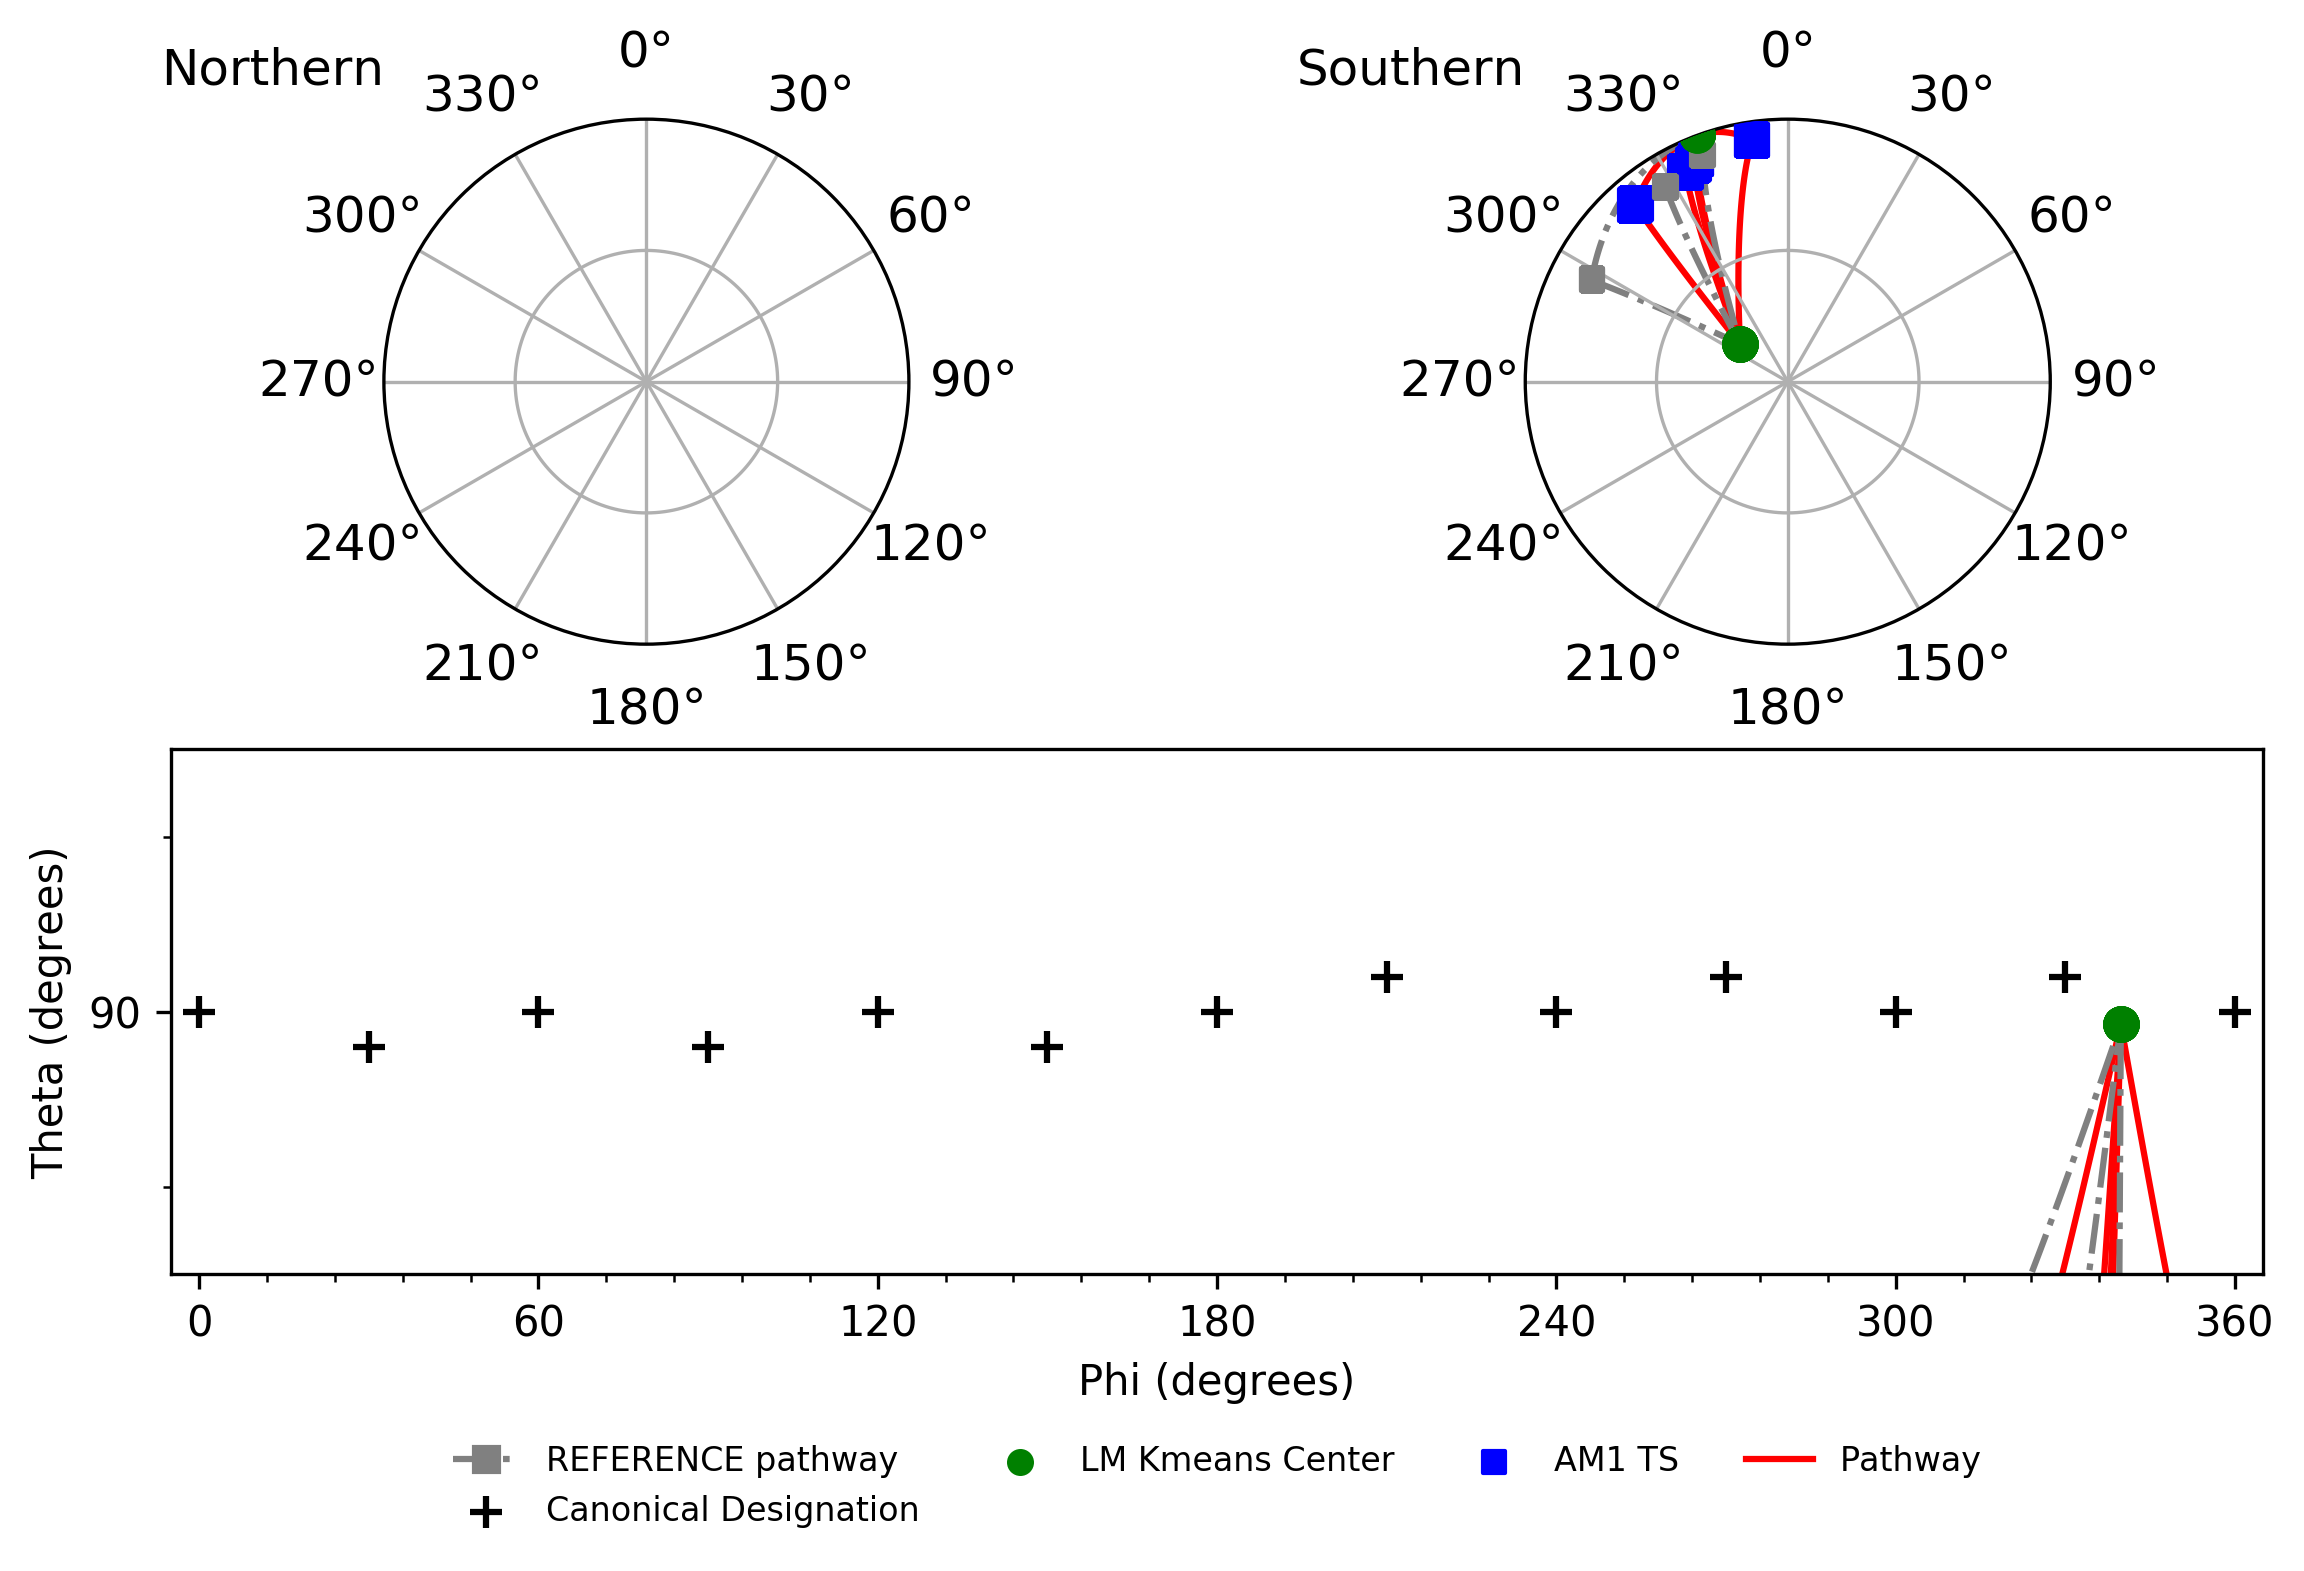 Northern
0°
330°
30°
300°
60°
270°
90°
240°
120°
210°
150°
180°
Southern
0°
330°
30°
300°
60°
270°
90°
240°
120°
210°
150°
180°
Theta (degrees)
90
0 60 120 180 240 300 360
Phi (degrees)
REFERENCE pathway
LM Kmeans Center
AM1 TS
Pathway
Canonical Designation